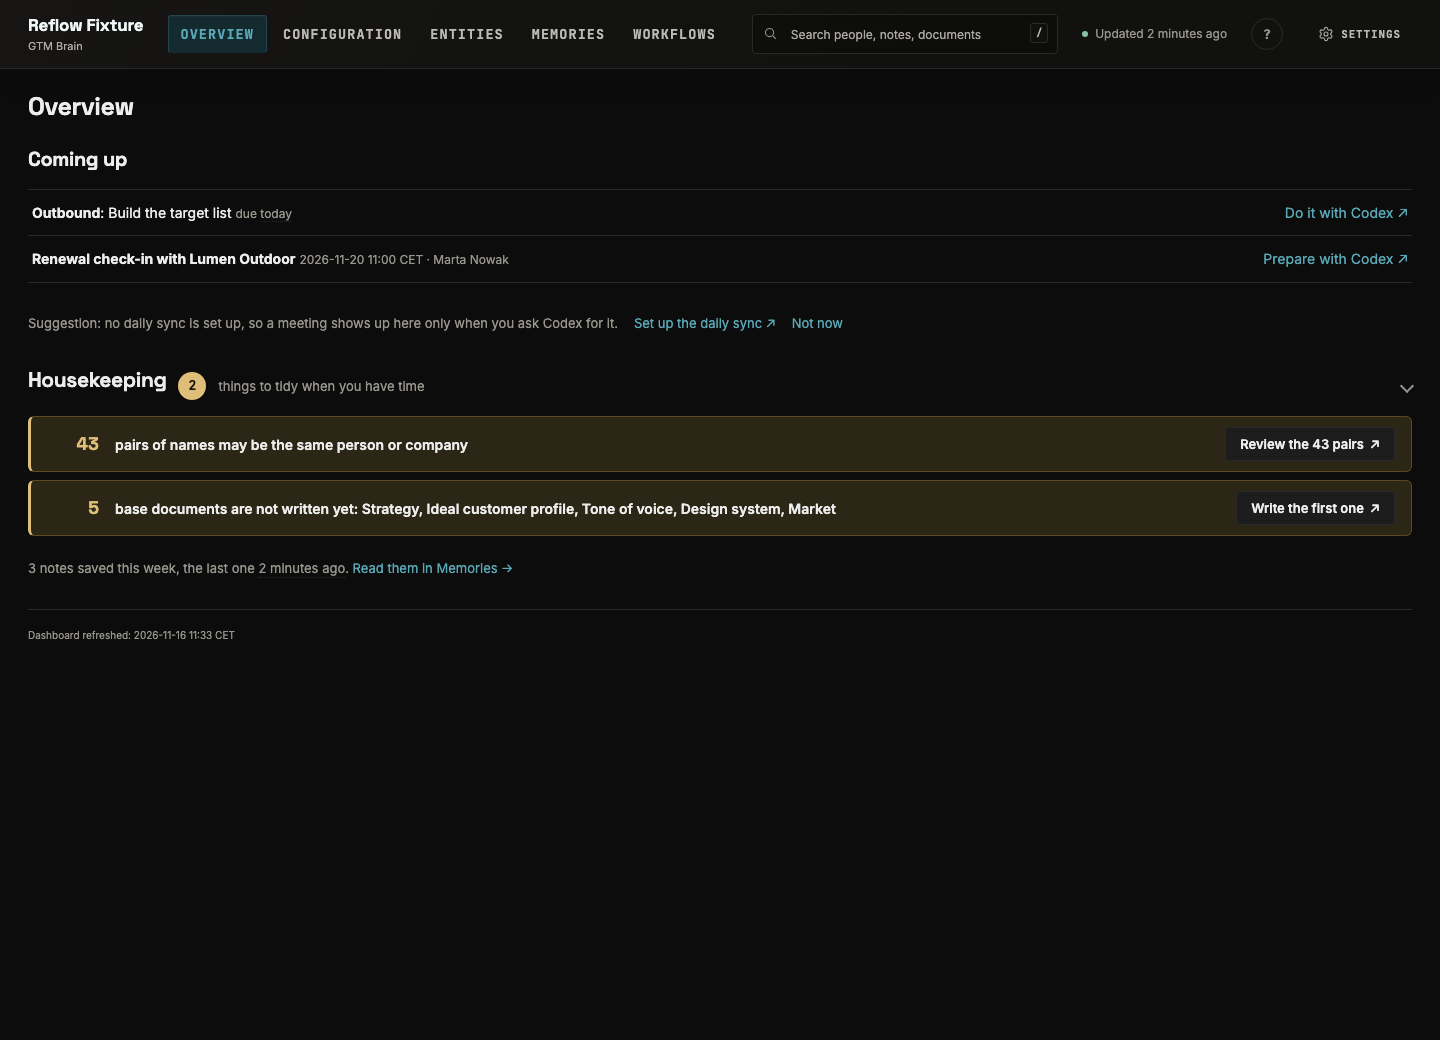 Reflow Fixture
GTM Brain
OVERVIEW
CONFIGURATION
ENTITIES
MEMORIES
WORKFLOWS
Search people, notes, documents
/
Updated 2 minutes ago
?
SETTINGS
Overview
Coming up
Outbound: Build the target list due today
Do it with Codex ↗
Renewal check-in with Lumen Outdoor 2026-11-20 11:00 CET · Marta Nowak
Prepare with Codex ↗
Suggestion: no daily sync is set up, so a meeting shows up here only when you ask Codex for it. Set up the daily sync ↗ Not now
Housekeeping 2 things to tidy when you have time
43 pairs of names may be the same person or company
Review the 43 pairs ↗
5 base documents are not written yet: Strategy, Ideal customer profile, Tone of voice, Design system, Market
Write the first one ↗
3 notes saved this week, the last one 2 minutes ago. Read them in Memories →
Dashboard refreshed: 2026-11-16 11:33 CET